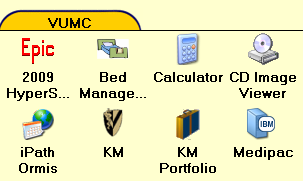 VUMC
Epic
2009 HyperS...
Bed Manage...
Calculator
CD Image Viewer
IBM
iPath Ormis
KM
KM Portfolio
Medipac